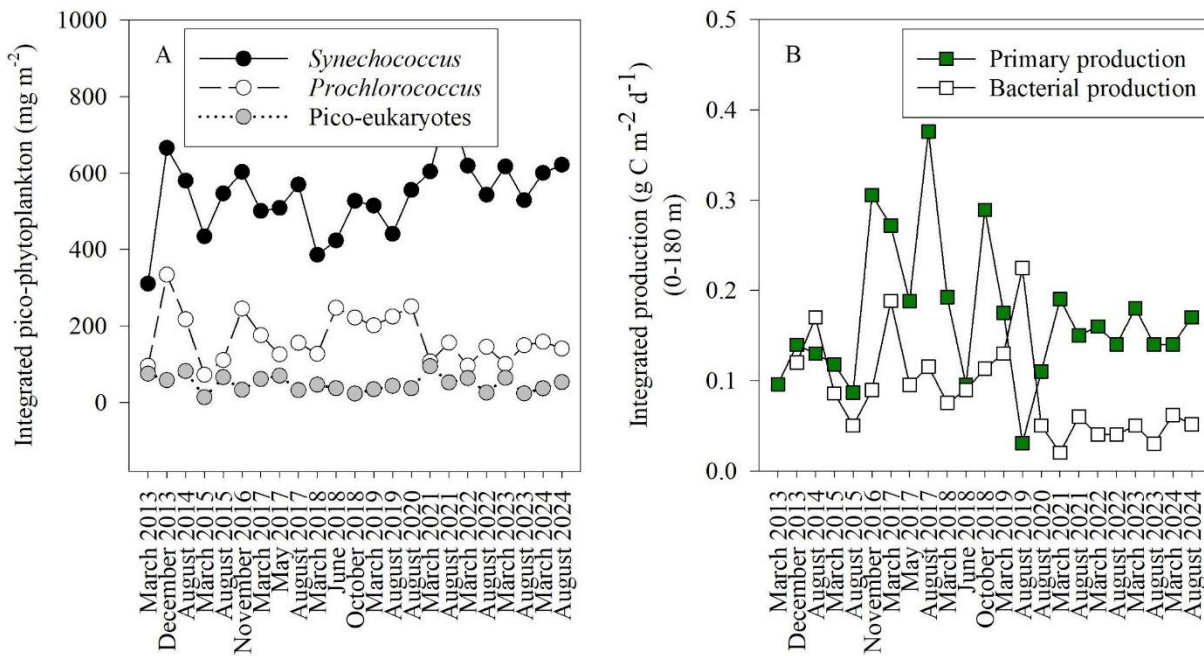 Integrated pico-phytoplankton (mg m-2)
1000
800
600
400
200
0
A
Synechococcus
Prochlorococcus
Pico-eukaryotes
March 2013
December 2013
August 2014
March 2015
August 2015
November 2016
March 2017
May 2017
August 2017
March 2018
June 2018
October 2018
March 2019
August 2019
August 2020
March 2021
August 2021
March 2022
August 2022
March 2023
August 2023
March 2024
August 2024
Integrated production (g C m-2 d-1)
(0-180 m)
0.5
0.4
0.3
0.2
0.1
0.0
B
Primary production
Bacterial production
March 2013
December 2013
August 2014
March 2015
August 2015
November 2016
March 2017
May 2017
August 2017
March 2018
June 2018
October 2018
March 2019
August 2019
August 2020
March 2021
August 2021
March 2022
August 2022
March 2023
August 2023
March 2024
August 2024